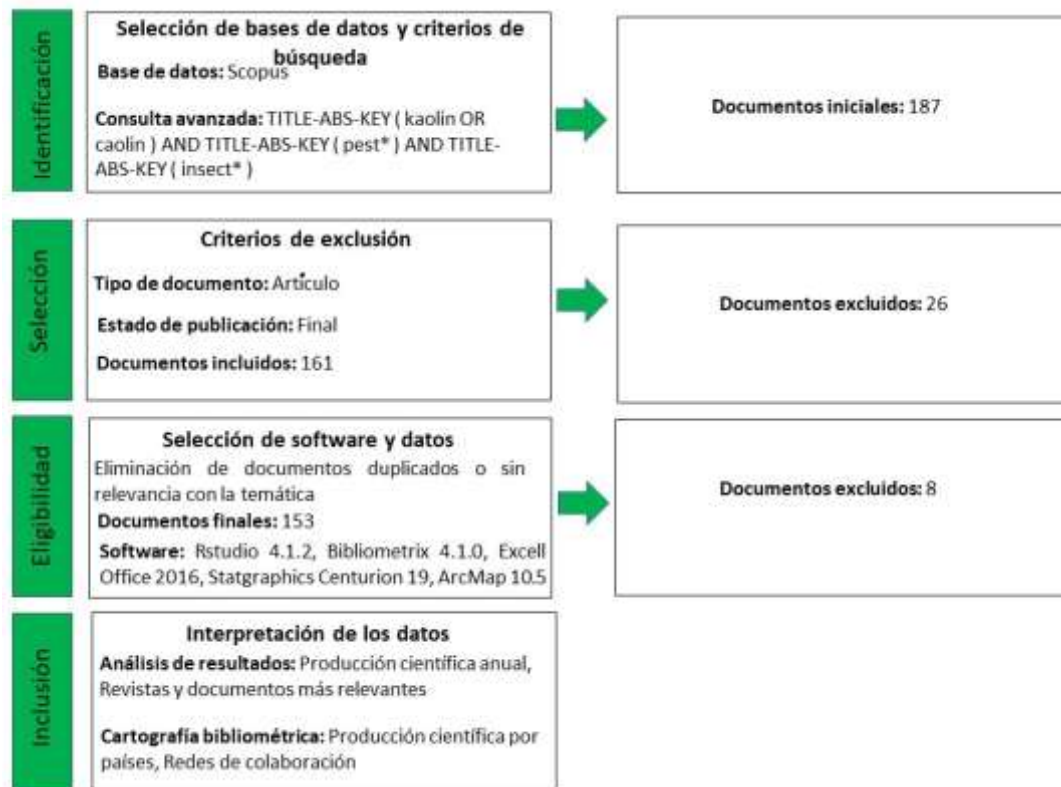 Identificación
Selección de bases de datos y criterios de
búsqueda
Base de datos: Scopus
Consulta avanzada: TITLE-ABS-KEY ( kaolin OR
caolin ) AND TITLE-ABS-KEY ( pest* ) AND TITLE-
ABS-KEY ( insect* )
Documentos iniciales: 187
Selección
Criterios de exclusión
Tipo de documento: Artículo
Estado de publicación: Final
Documentos incluidos: 161
Documentos excluidos: 26
Eligibilidad
Selección de software y datos
Eliminación de documentos duplicados o sin
relevancia con la temática
Documentos finales: 153
Software: Rstudio 4.1.2, Bibliometrix 4.1.0, Excell
Office 2016, Statgraphics Centurion 19, ArcMap 10.5
Documentos excluidos: 8
Inclusión
Interpretación de los datos
Análisis de resultados: Producción científica anual,
Revistas y documentos más relevantes
Cartografía bibliométrica: Producción científica por
países, Redes de colaboración